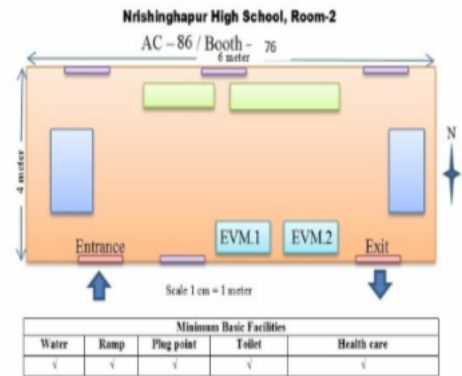 Nrishinghapur High School, Room-2
AC – 86 / Booth – 76
6 meter
4 meter
N
EVM.1 EVM.2
Entrance Exit
Scale 1 cm = 1 meter
Minimum Basic Facilities
Water Ramp Plug point Toilet Health care
√ √ √ √ √